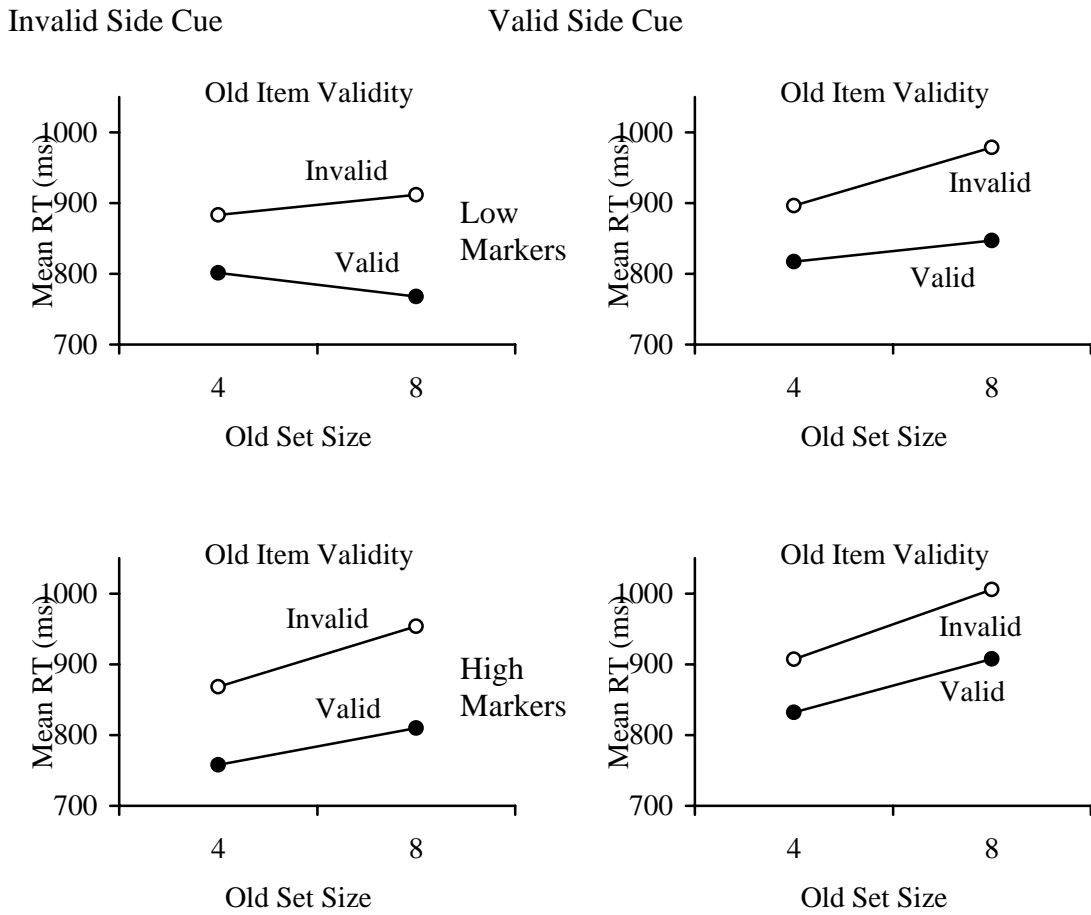 Invalid Side Cue
Valid Side Cue
Old Item Validity
1000
900
800
700
Mean RT (ms)
Invalid
Valid
4
8
Old Set Size
Low
Markers
Old Item Validity
1000
900
800
700
Mean RT (ms)
Invalid
Valid
4
8
Old Set Size
Old Item Validity
1000
900
800
700
Mean RT (ms)
Invalid
Valid
4
8
Old Set Size
High
Markers
Old Item Validity
1000
900
800
700
Mean RT (ms)
Invalid
Valid
4
8
Old Set Size